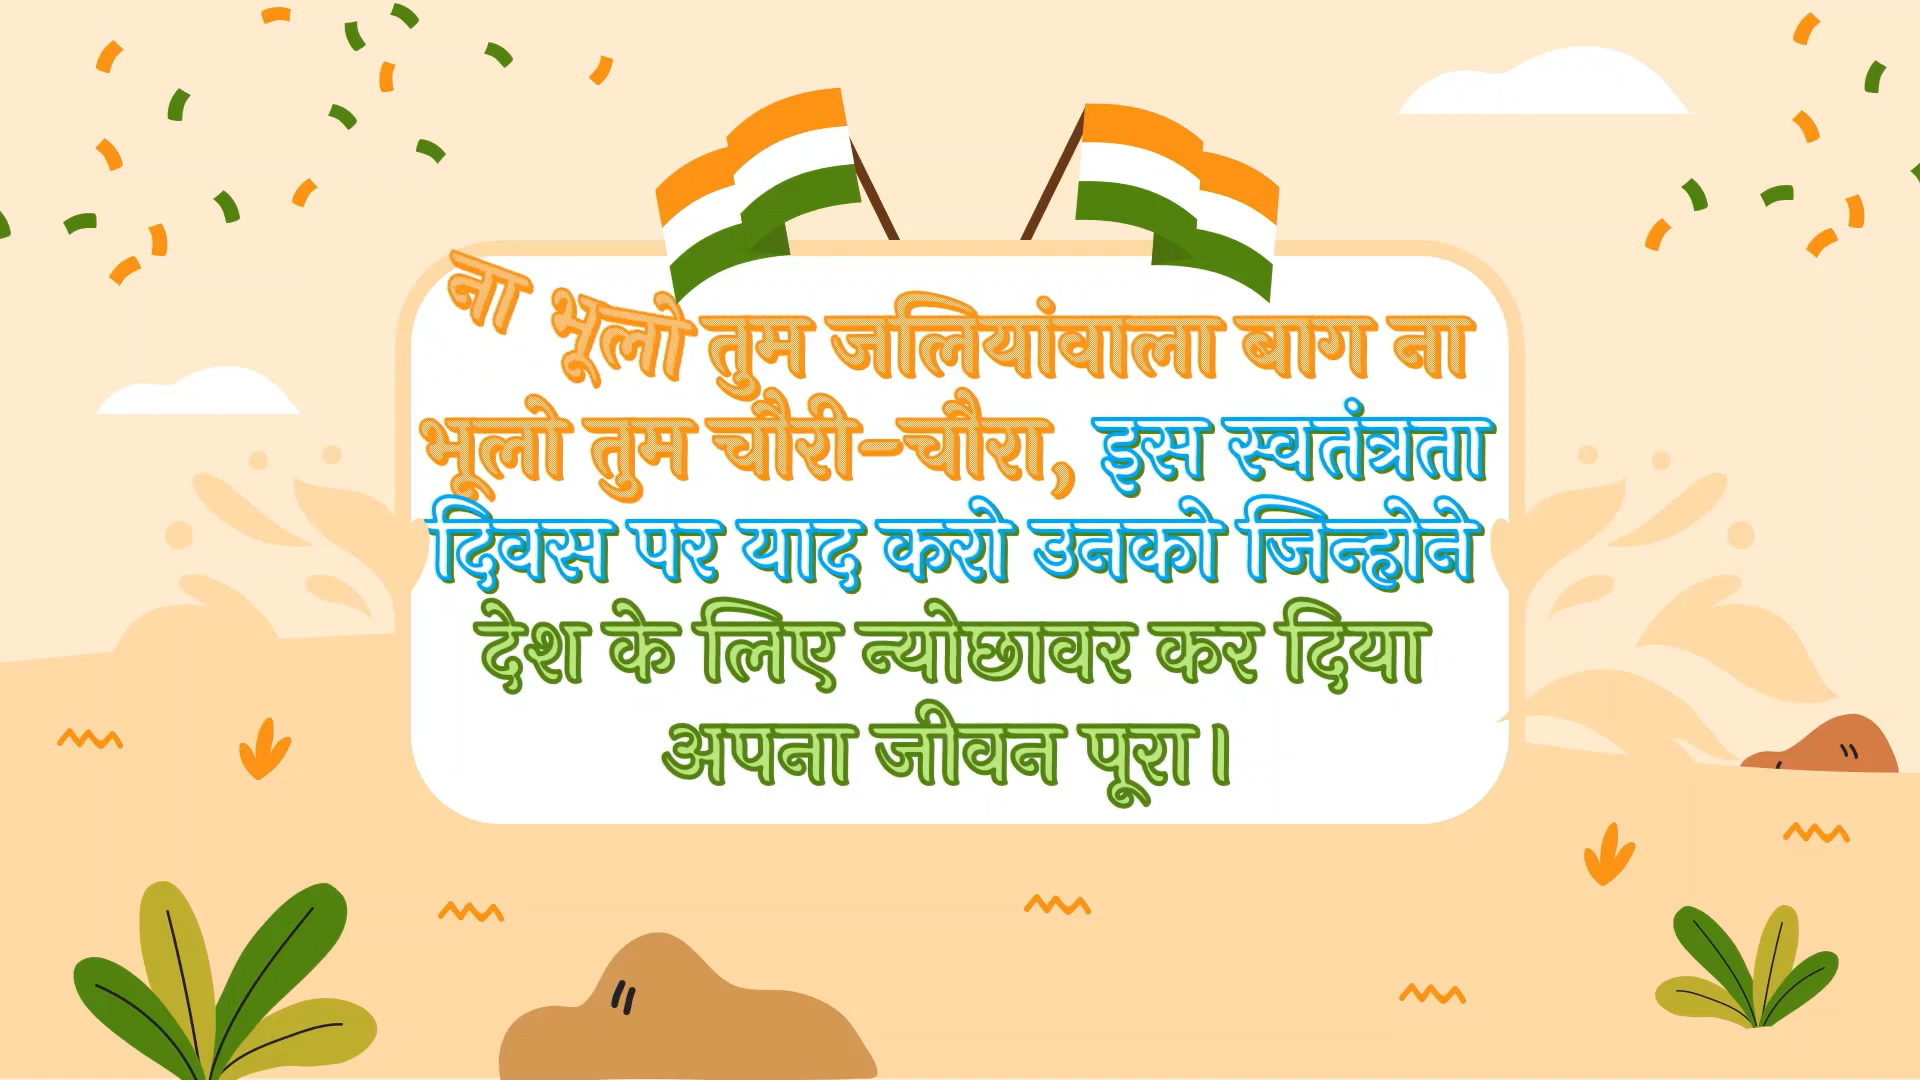 ना भूलो तुम जलियांवाला बाग ना
भूलो तुम चौरी-चौरा, इस स्वतंत्रता
दिवस पर याद करो उनको जिन्होने
देश के लिए न्योछावर कर दिया
अपना जीवन पूरा।